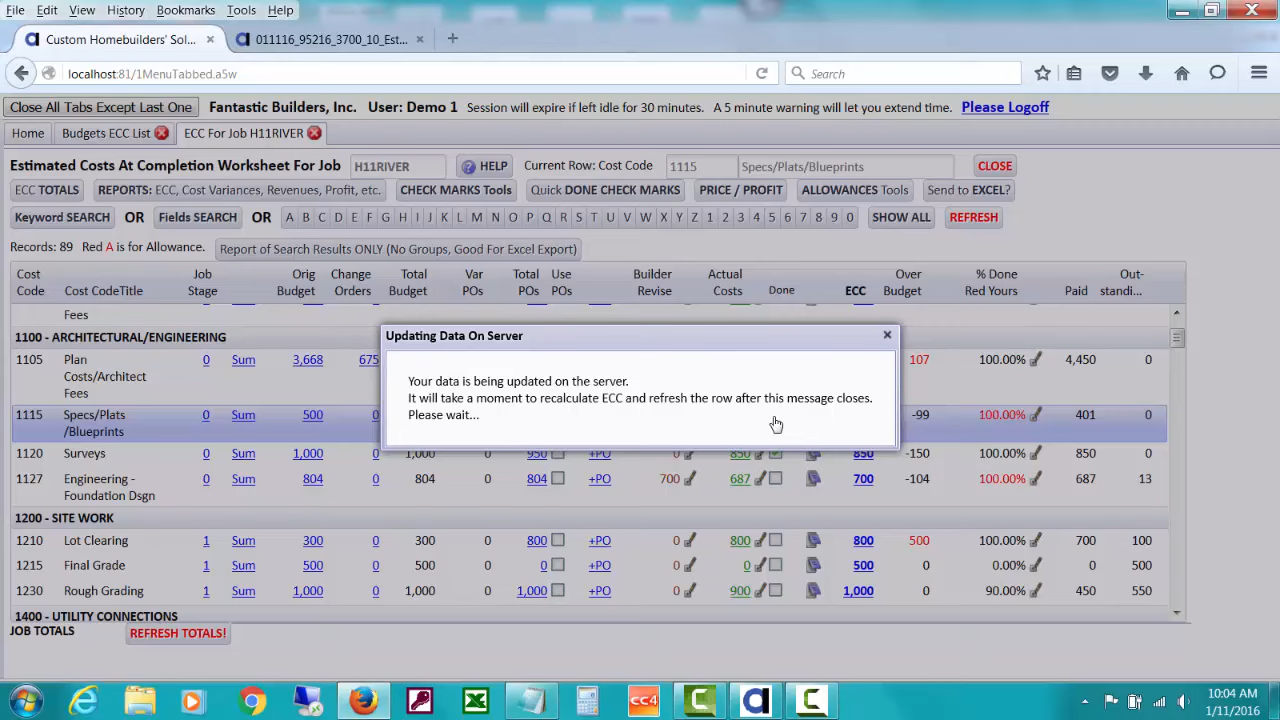 File Edit View History Bookmarks Tools Help
Custom Homebuilders' Sol... × 011116_95216_3700_10_Est... × +
localhost:81/1MenuTabbed.a5w Search
Close All Tabs Except Last One Fantastic Builders, Inc. User: Demo 1 Session will expire if left idle for 30 minutes. A 5 minute warning will let you extend time. Please Logoff
Home Budgets ECC List ECC For Job H11RIVER
Estimated Costs At Completion Worksheet For Job H11RIVER HELP Current Row: Cost Code 1115 Specs/Plats/Blueprints CLOSE
ECC TOTALS REPORTS: ECC, Cost Variances, Revenues, Profit, etc. CHECK MARKS Tools Quick DONE CHECK MARKS PRICE / PROFIT ALLOWANCES Tools Send to EXCEL?
Keyword SEARCH OR Fields SEARCH OR A B C D E F G H I J K L M N O P Q R S T U V W X Y Z 1 2 3 4 5 6 7 8 9 0 SHOW ALL REFRESH
Records: 89 Red A is for Allowance. Report of Search Results ONLY (No Groups, Good For Excel Export)
Cost Job Orig Change Total Var Total Use Builder Actual Over % Done Out-
Code Cost CodeTitle Stage Budget Orders Budget POs POs POs Revise Costs Done ECC Budget Red Yours Paid standi...
Fees
1100 - ARCHITECTURAL/ENGINEERING
1105 Plan 0 Sum 3,668 675 107 100.00% 4,450 0
Costs/Architect
Fees
1115 Specs/Plats 0 Sum 500 -99 100.00% 401 0
/Blueprints
1120 Surveys 0 Sum 1,000 0 1,000 0 950 +PO 0 850 850 -150 100.00% 850 0
1127 Engineering - 0 Sum 804 0 804 0 804 +PO 700 687 700 -104 100.00% 687 13
Foundation Dsgn
1200 - SITE WORK
1210 Lot Clearing 1 Sum 300 0 300 0 800 +PO 0 800 800 500 100.00% 700 100
1215 Final Grade 1 Sum 500 0 500 0 0 +PO 0 0 500 0 0.00% 0 500
1230 Rough Grading 1 Sum 1,000 0 1,000 0 1,000 +PO 0 900 1,000 0 90.00% 450 550
1400 - UTILITY CONNECTIONS
JOB TOTALS REFRESH TOTALS!
Updating Data On Server ×
Your data is being updated on the server.
It will take a moment to recalculate ECC and refresh the row after this message closes.
Please wait...
CC4
10:04 AM
1/11/2016